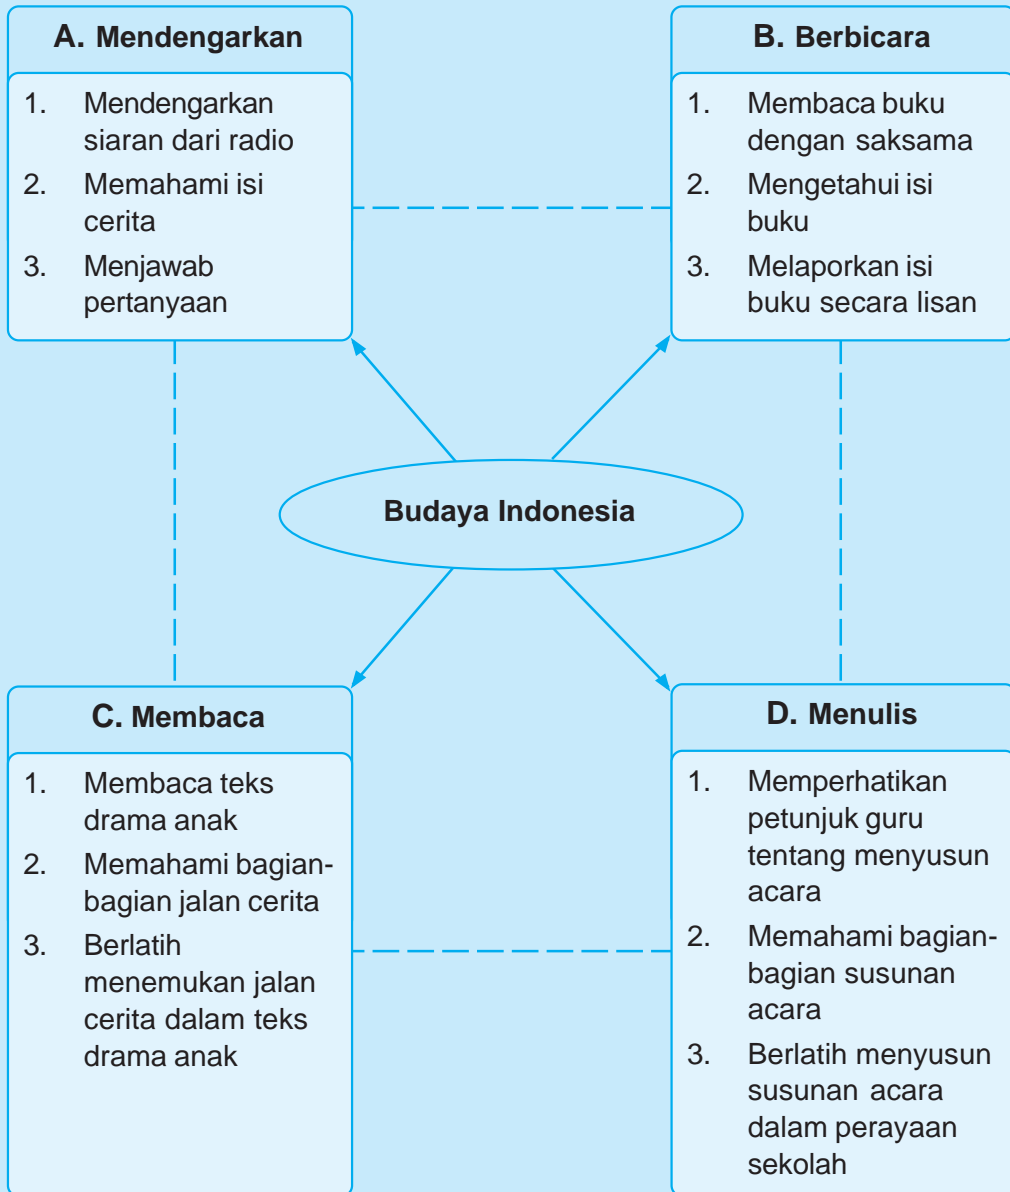 A. Mendengarkan
1. Mendengarkan
siaran dari radio
2. Memahami isi
cerita
3. Menjawab
pertanyaan
B. Berbicara
1. Membaca buku
dengan saksama
2. Mengetahui isi
buku
3. Melaporkan isi
buku secara lisan
Budaya Indonesia
C. Membaca
1. Membaca teks
drama anak
2. Memahami bagian-
bagian jalan cerita
3. Berlatih
menemukan jalan
cerita dalam teks
drama anak
D. Menulis
1. Memperhatikan
petunjuk guru
tentang menyusun
acara
2. Memahami bagian-
bagian susunan
acara
3. Berlatih menyusun
susunan acara
dalam perayaan
sekolah